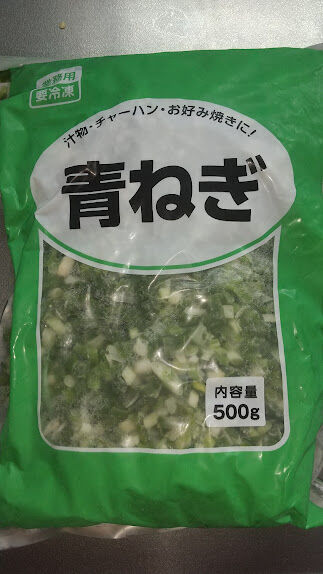 業務用
要冷凍
汁物・チャーハン・お好み焼きに!
青ねぎ
内容量
500g